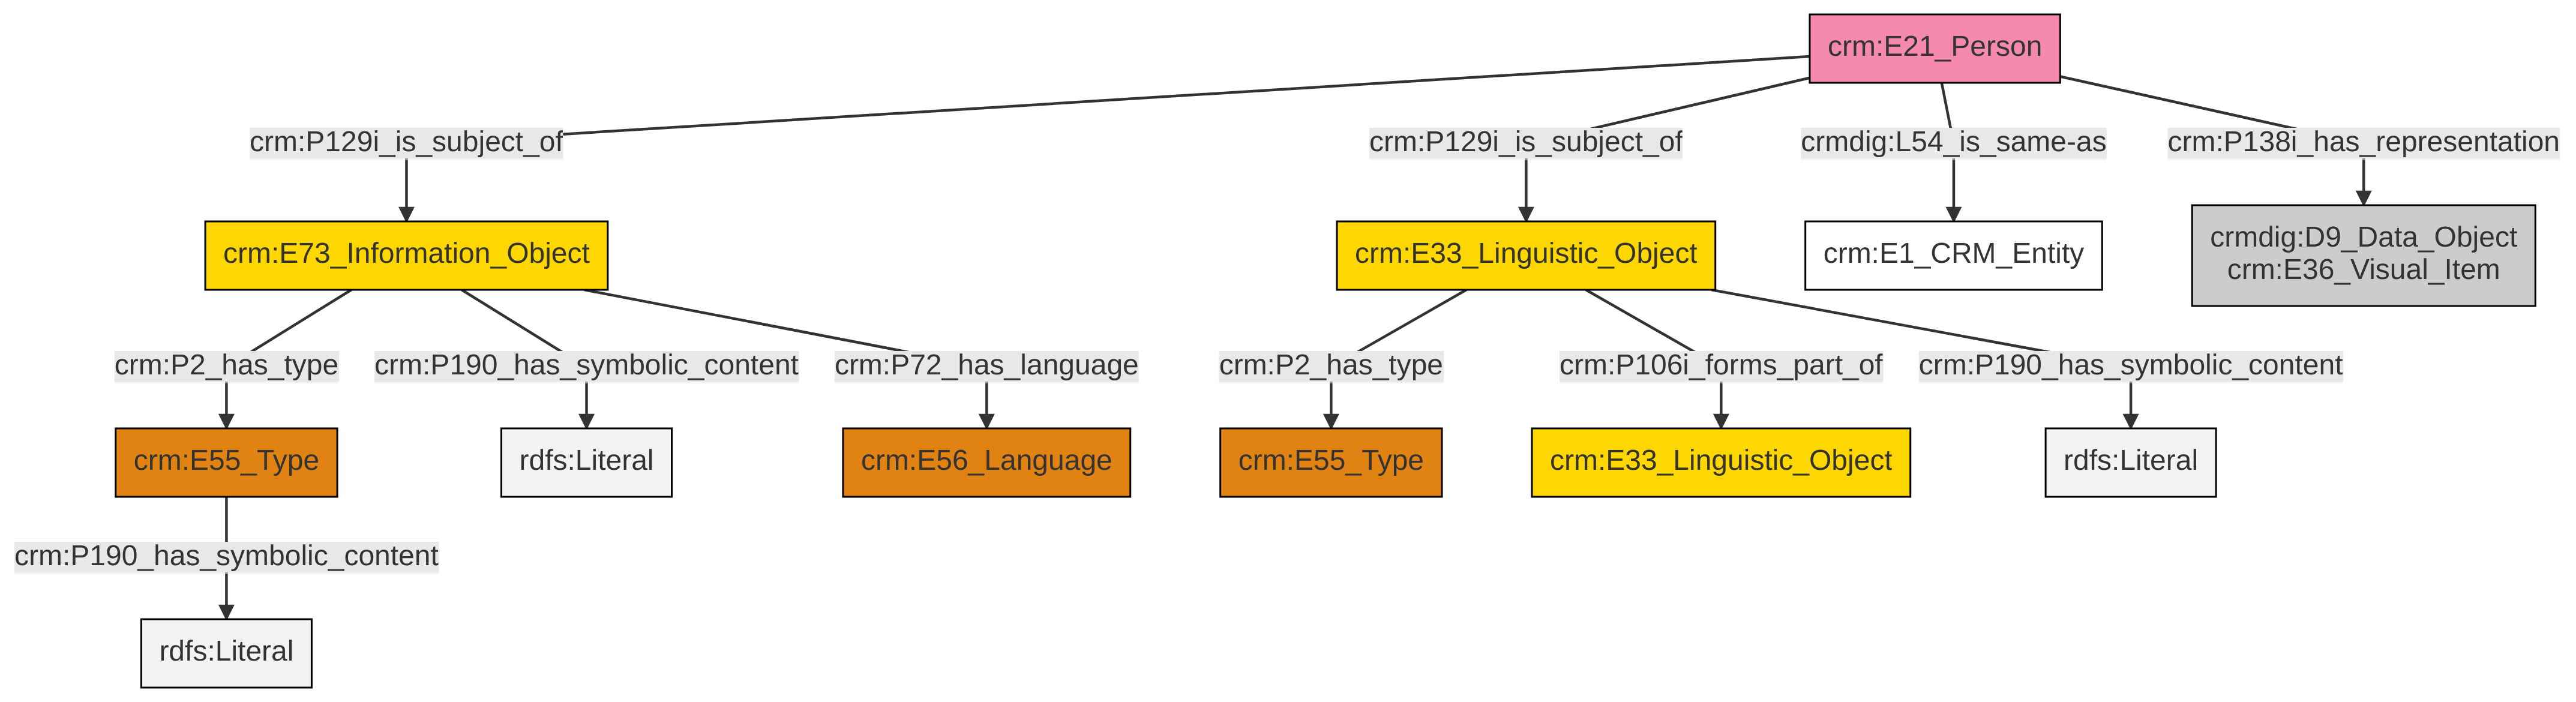 crm:E21_Person
crm:P129i_is_subject_of
crm:P129i_is_subject_of
crmdig:L54_is_same-as
crm:P138i_has_representation
crm:E73_Information_Object
crm:E33_Linguistic_Object
crm:E1_CRM_Entity
crmdig:D9_Data_Object
crm:E36_Visual_Item
crm:P2_has_type
crm:P190_has_symbolic_content
crm:P72_has_language
crm:P2_has_type
crm:P106i_forms_part_of
crm:P190_has_symbolic_content
crm:E55_Type
rdfs:Literal
crm:E56_Language
crm:E55_Type
crm:E33_Linguistic_Object
rdfs:Literal
crm:P190_has_symbolic_content
rdfs:Literal